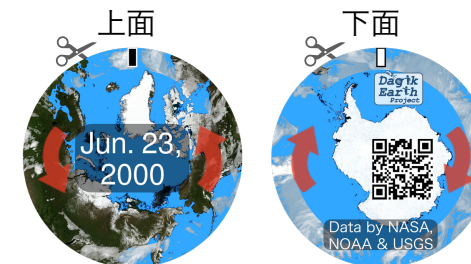 上面
下面
Jun. 23,
2000
Dagik
Earth
Project
Data by NASA,
NOAA & USGS